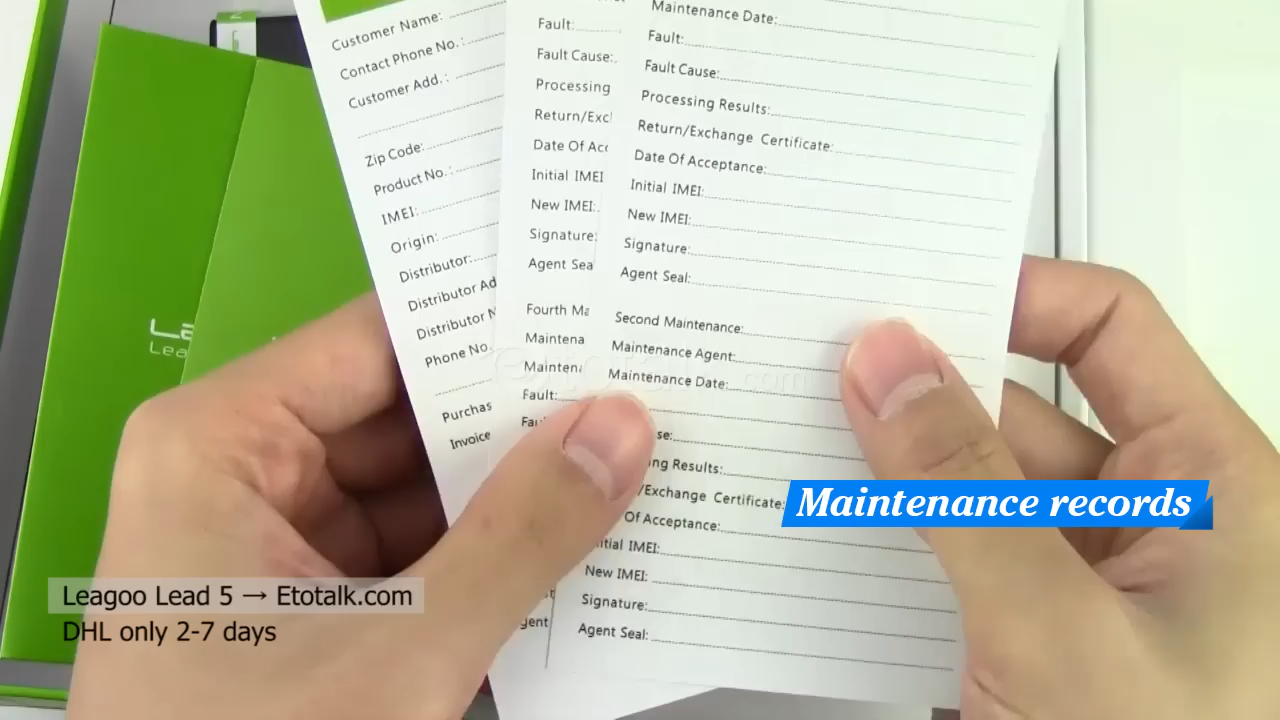 Customer Name:
Contact Phone No.:
Customer Add.:
Zip Code:
Product No.:
IMEI:
Origin:
Distributor:
Distributor
Distributor
Phone No.
Invoice
Fault:
Fault Cause:
Processing
Date Of
Initial IMEI
New IMEI:
Signature:
Agent
Fourth
Fault:
Maintenance Date:
Fault:
Fault Cause:
Processing Results:
Return/Exchange Certificate:
Date Of Acceptance:
Initial IMEI:
New IMEI:
Signature:
Agent Seal:
Second Maintenance:
Maintenance Agent:
Maintenance Date:
Results:
/Exchange Certificate:
Of Acceptance:
IMEI:
New IMEI:
Signature:
Agent Seal:
Etotalk.com
Maintenance records
Leagoo Lead 5 → Etotalk.com
DHL only 2-7 days